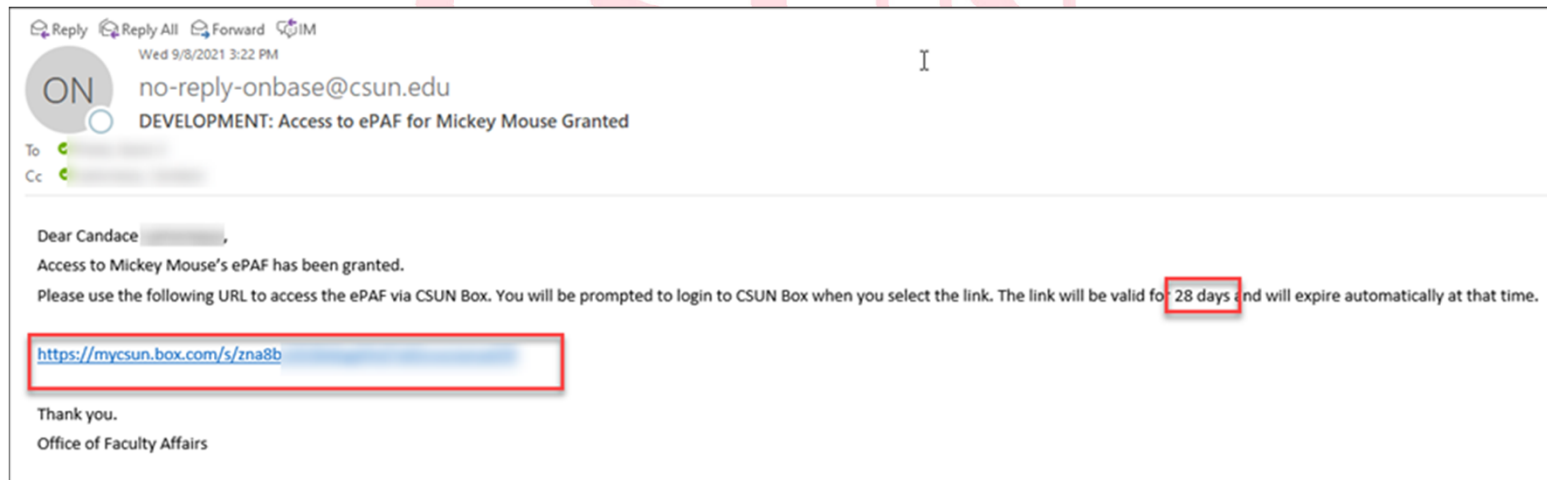 Reply Reply All Forward IM
Wed 9/8/2021 3:22 PM
ON
no-reply-onbase@csun.edu
DEVELOPMENT: Access to ePAF for Mickey Mouse Granted
To
Cc
Dear Candace ,
Access to Mickey Mouse's ePAF has been granted.
Please use the following URL to access the ePAF via CSUN Box. You will be prompted to login to CSUN Box when you select the link. The link will be valid for 28 days and will expire automatically at that time.
https://mycsun.box.com/s/zna8b
Thank you.
Office of Faculty Affairs